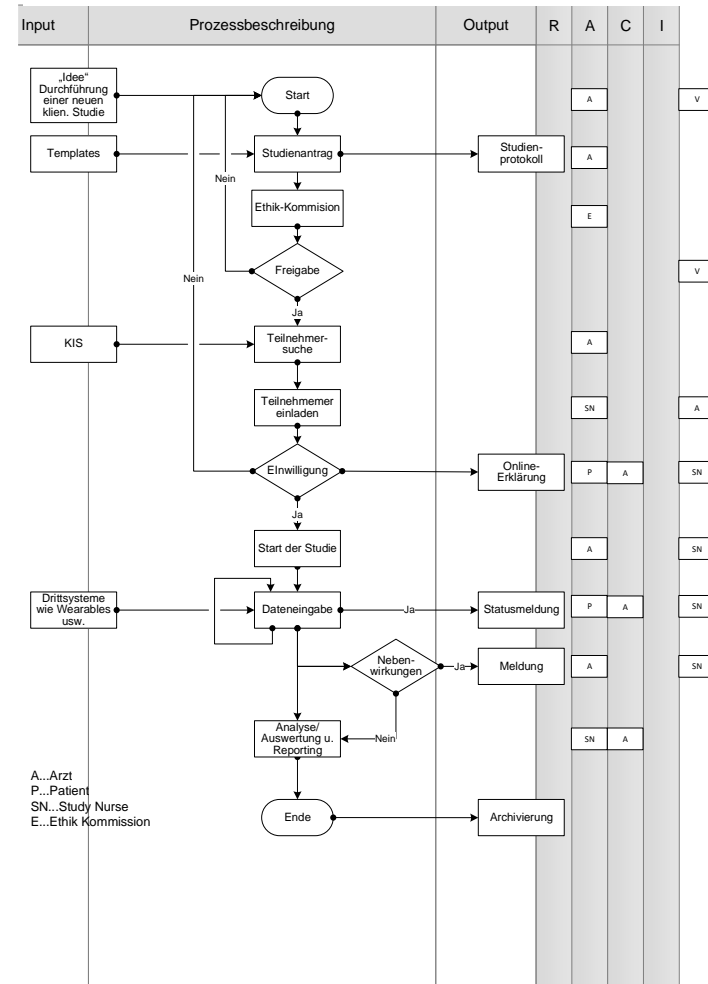 Input Prozessbeschreibung Output R A C I
„Idee“
Durchführung
einer neuen
klien. Studie
Start
A V
Templates
Studienantrag
Studien-
protokoll
A
Nein
Ethik-Kommision
E
Freigabe
V
Nein
Ja
KIS
Teilnehmer-
suche
A
Teilnehmemer
einladen
SN A
EInwilligung
Online-
Erklärung
P A SN
Ja
Start der Studie
A SN
Drittsysteme
wie Wearables
usw.
Dateneingabe
Ja
Statusmeldung
P A SN
Neben-
wirkungen
Ja
Meldung
A SN
Analyse/
Auswertung u.
Reporting
Nein
SN A
A...Arzt
P...Patient
SN...Study Nurse
E...Ethik Kommission
Ende
Archivierung